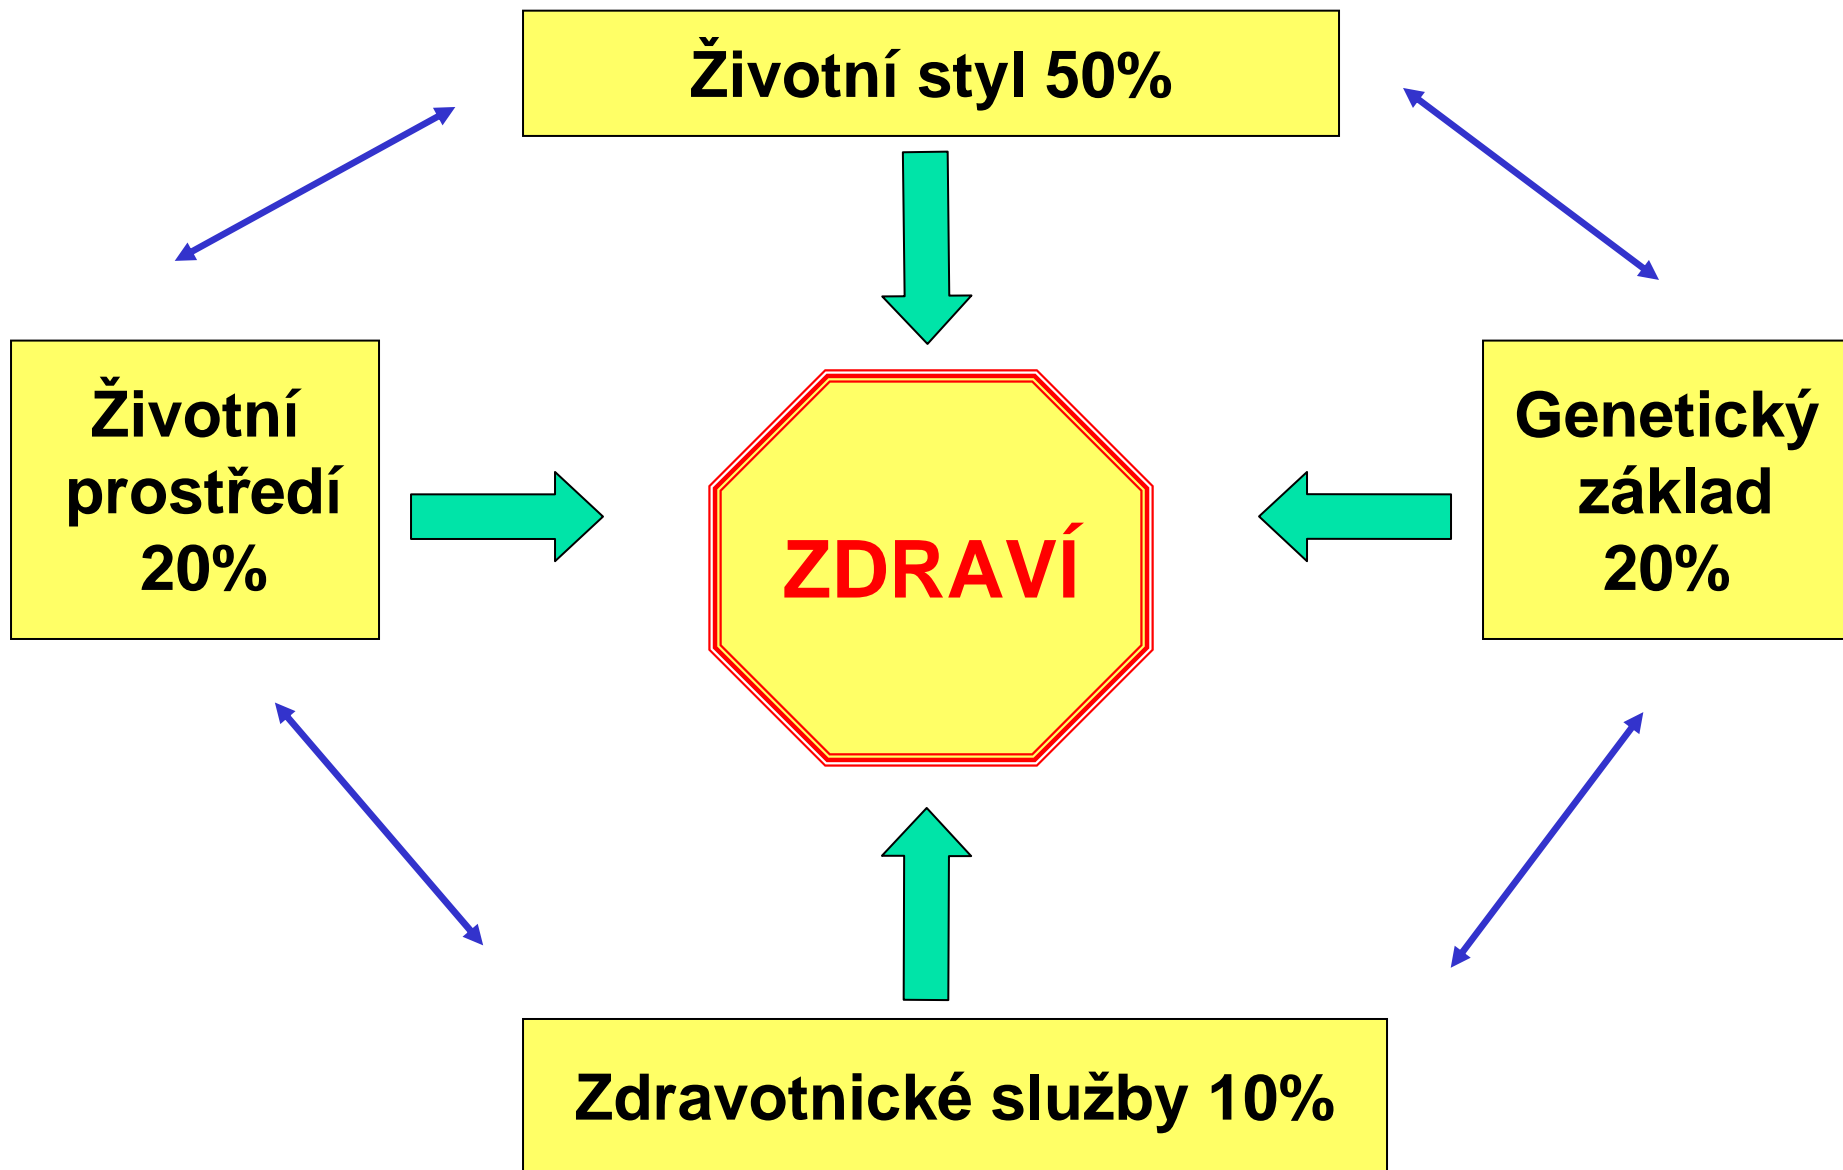 Životní styl 50%
Životní
prostředí
20%
ZDRAVÍ
Genetický
základ
20%
Zdravotnické služby 10%